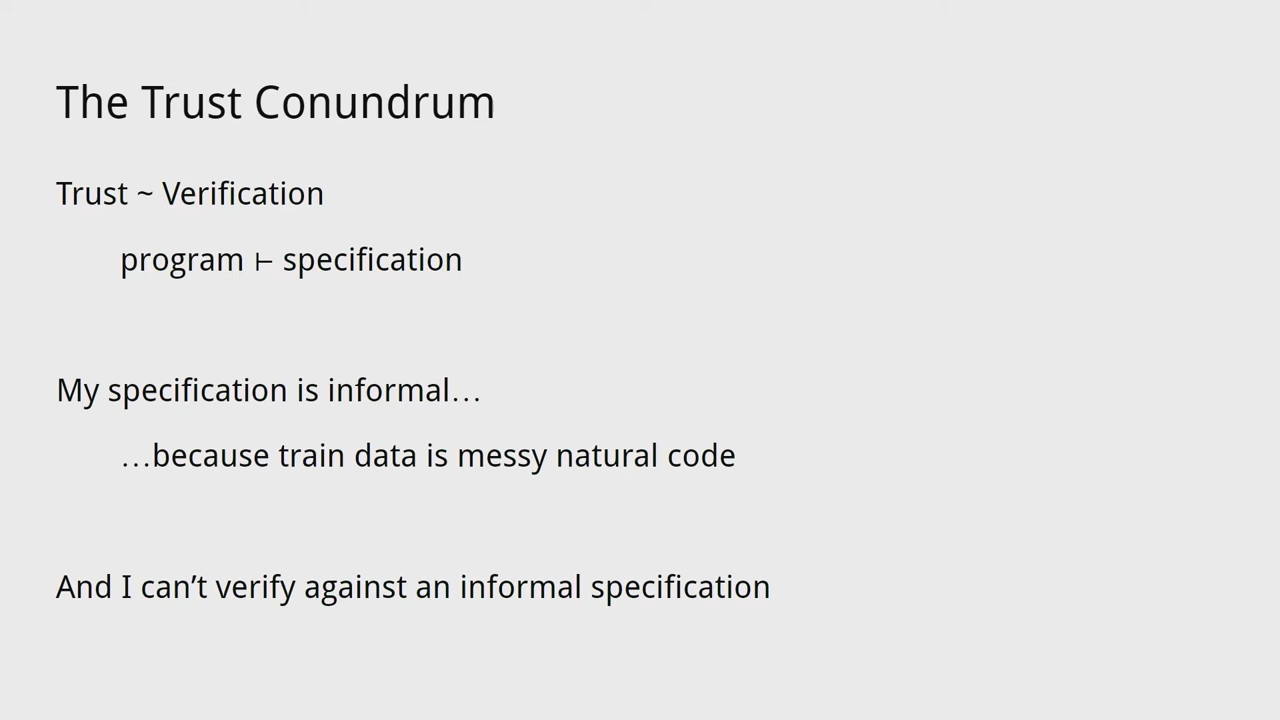 The Trust Conundrum
Trust ~ Verification
program ⊢ specification
My specification is informal…
…because train data is messy natural code
And I can’t verify against an informal specification